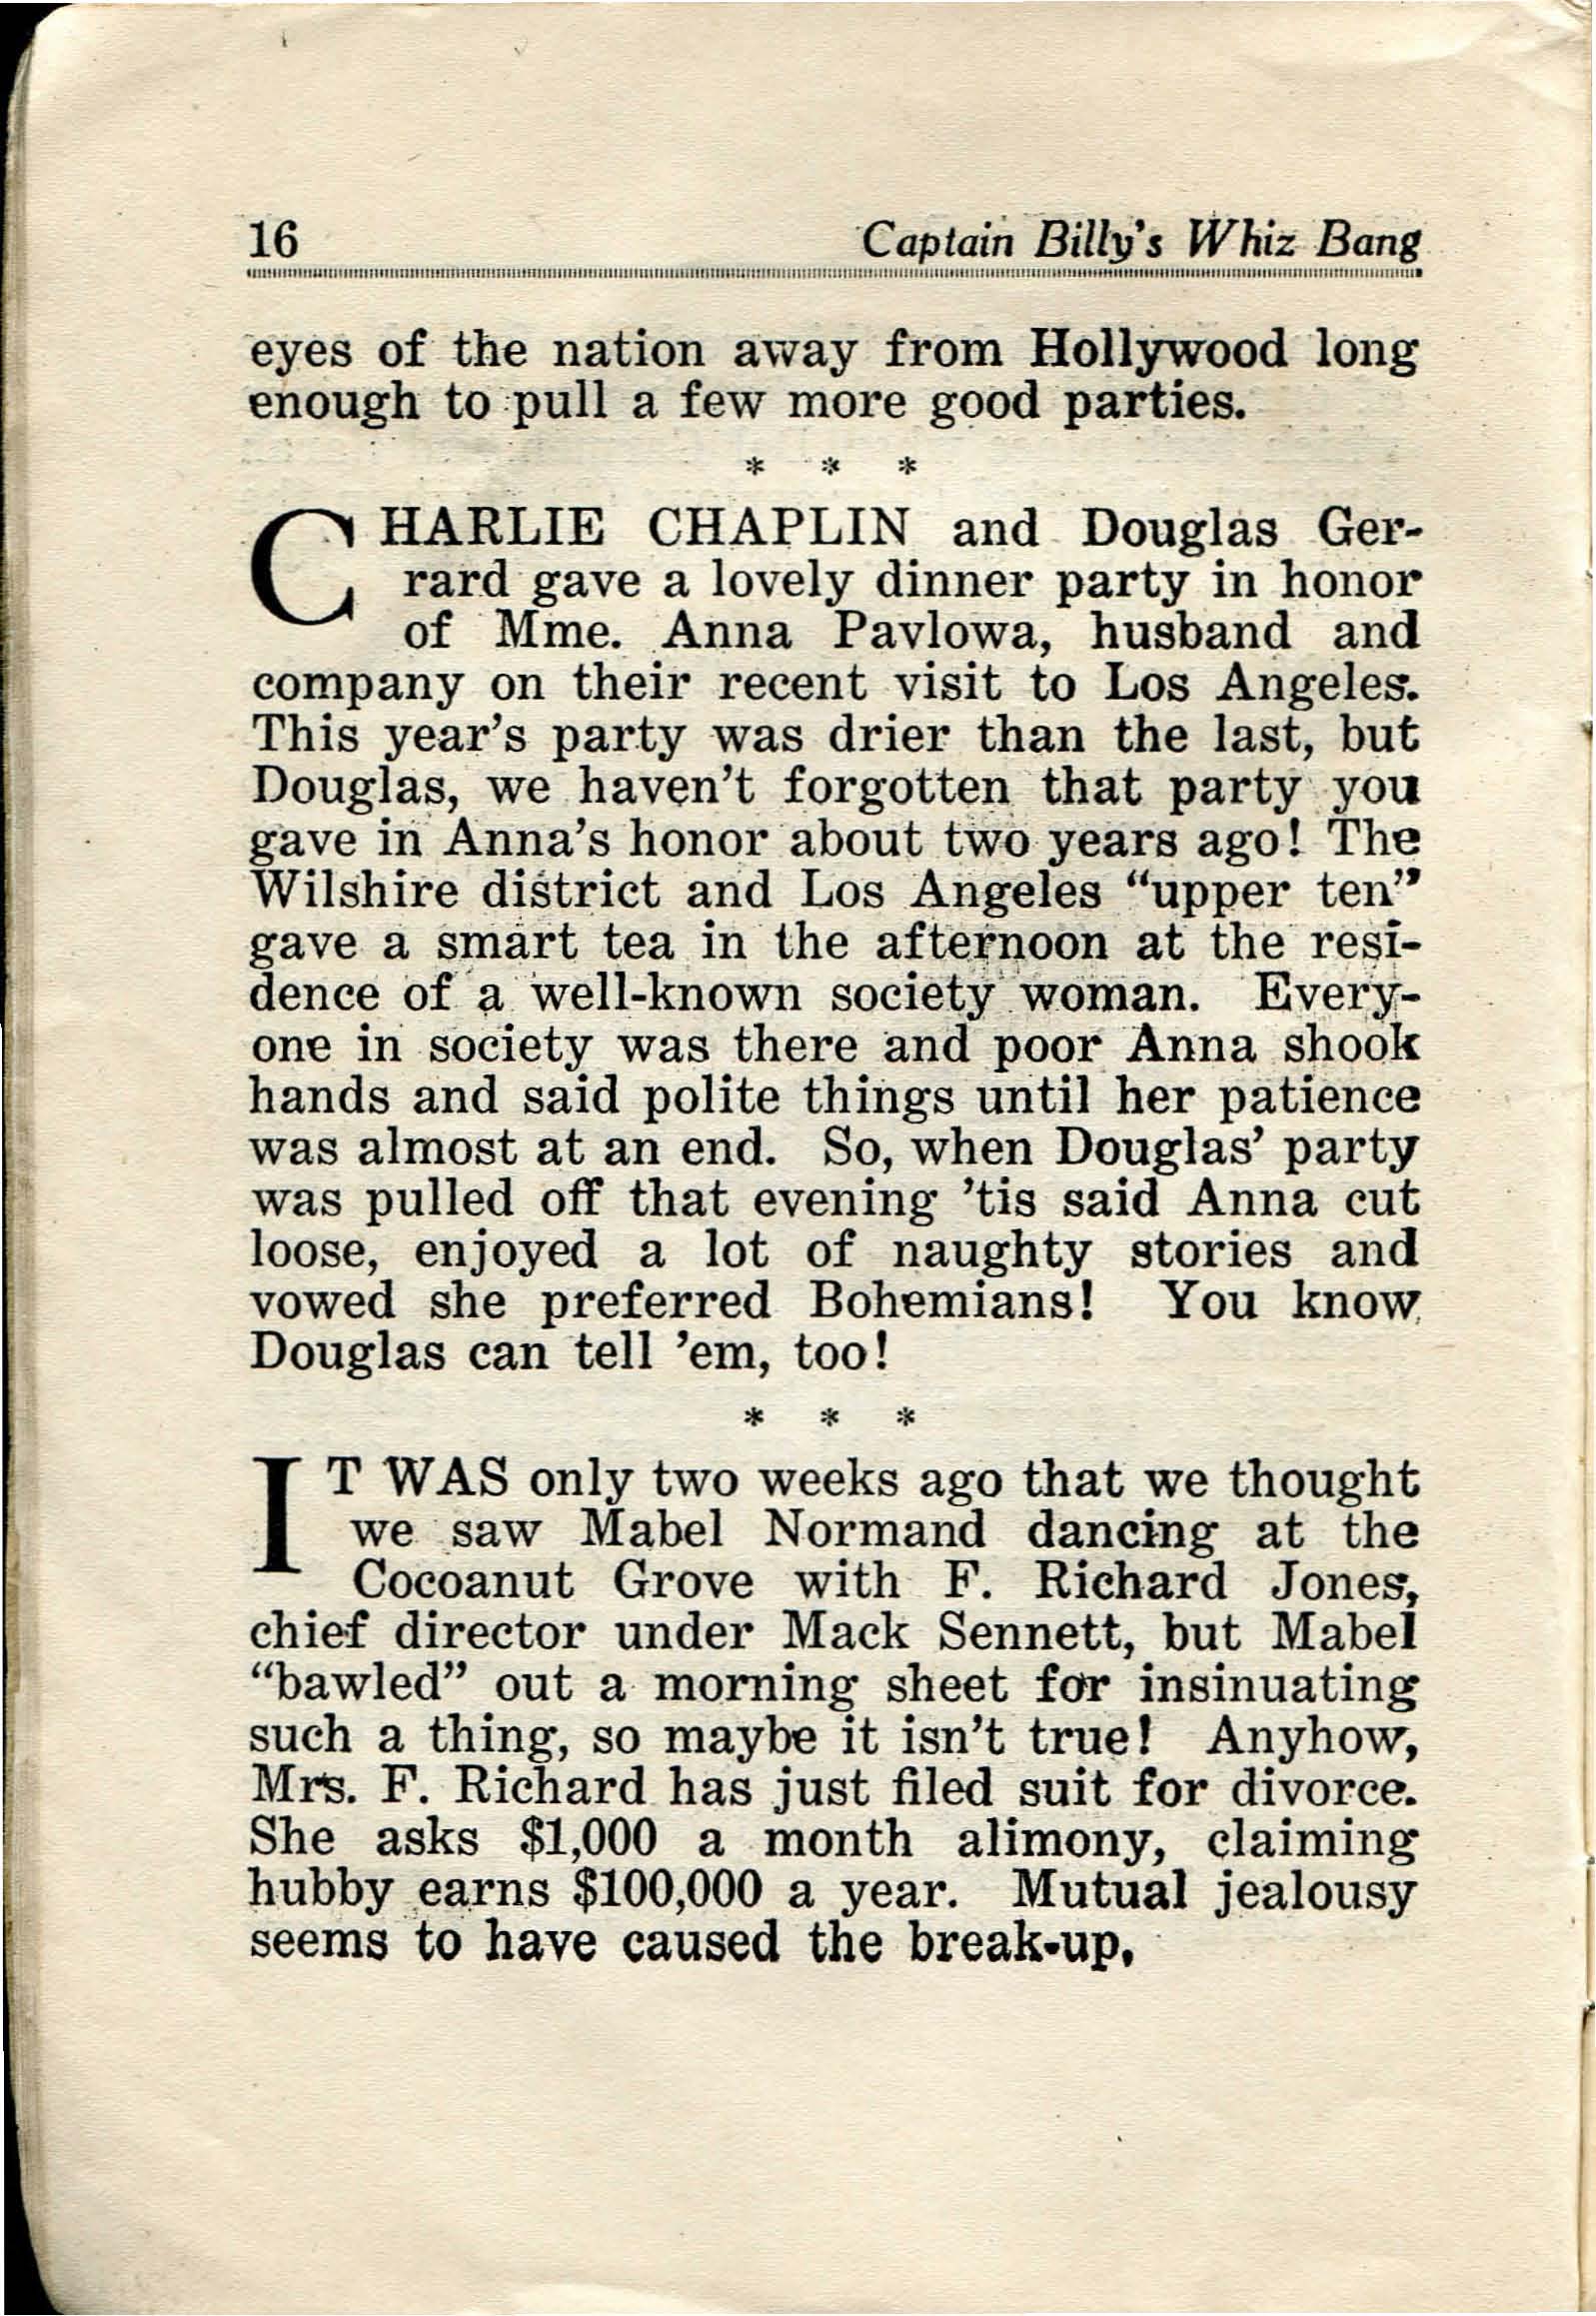 16 Captain Billy's Whiz Bang
eyes of the nation away from Hollywood long
enough to pull a few more good parties.
* * *
CHARLIE CHAPLIN and Douglas Ger-
rard gave a lovely dinner party in honor
of Mme. Anna Pavlowa, husband and
company on their recent visit to Los Angeles.
This year's party was drier than the last, but
Douglas, we haven't forgotten that party you
gave in Anna's honor about two years ago! The
Wilshire district and Los Angeles "upper ten"
gave a smart tea in the afternoon at the resi-
dence of a well-known society woman. Every-
one in society was there and poor Anna shook
hands and said polite things until her patience
was almost at an end. So, when Douglas' party
was pulled off that evening 'tis said Anna cut
loose, enjoyed a lot of naughty stories and
vowed she preferred Bohemians! You know
Douglas can tell 'em, too!
* * *
IT WAS only two weeks ago that we thought
we saw Mabel Normand dancing at the
Cocoanut Grove with F. Richard Jones,
chief director under Mack Sennett, but Mabel
"bawled" out a morning sheet for insinuating
such a thing, so maybe it isn't true! Anyhow,
Mrs. F. Richard has just filed suit for divorce.
She asks $1,000 a month alimony, claiming
hubby earns $100,000 a year. Mutual jealousy
seems to have caused the break-up.